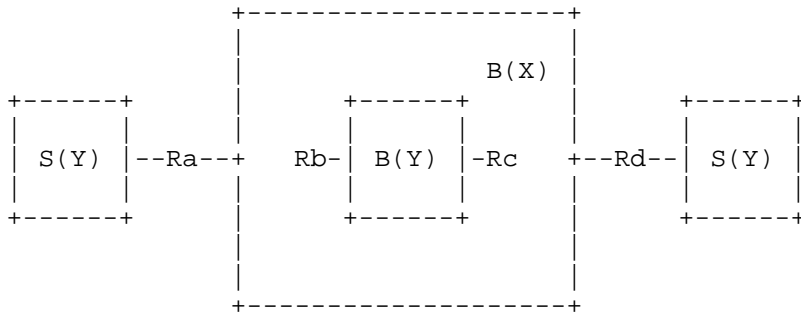 +--------------------+
|                    |
|               B(X) |
+------+      |      +------+      |      +------+
| S(Y) |--Ra--+   Rb-| B(Y) |-Rc   +--Rd--| S(Y) |
+------+      |      +------+      |      +------+
|                    |
+--------------------+